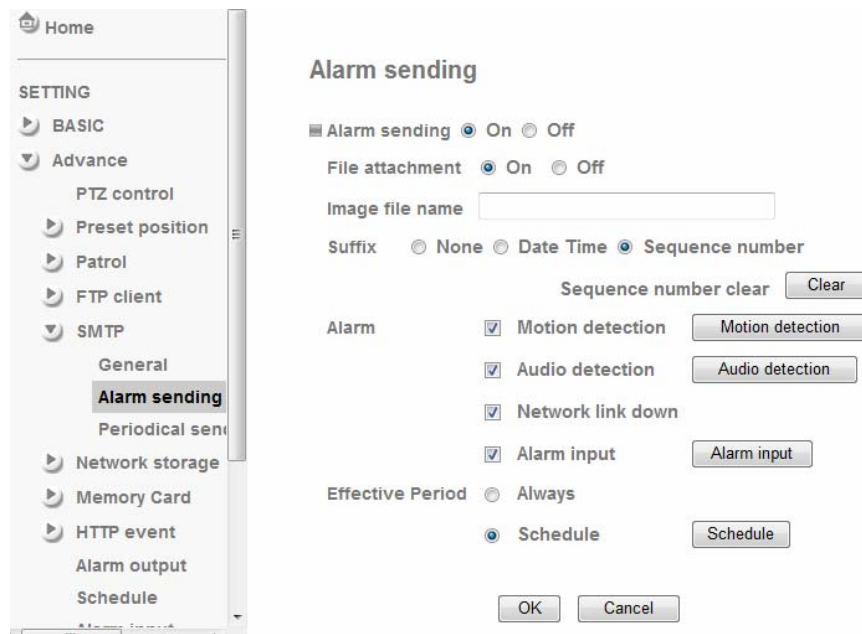 Home
SETTING
BASIC
Advance
PTZ control
Preset position
Patrol
FTP client
SMTP
General
Alarm sending
Periodical sen
Network storage
Memory Card
HTTP event
Alarm output
Schedule
Alarm sending
Alarm sending On Off
File attachment On Off
Image file name
Suffix None Date Time Sequence number
Sequence number clear Clear
Alarm Motion detection Motion detection
Audio detection Audio detection
Network link down
Alarm input Alarm input
Effective Period Always
Schedule Schedule
OK Cancel